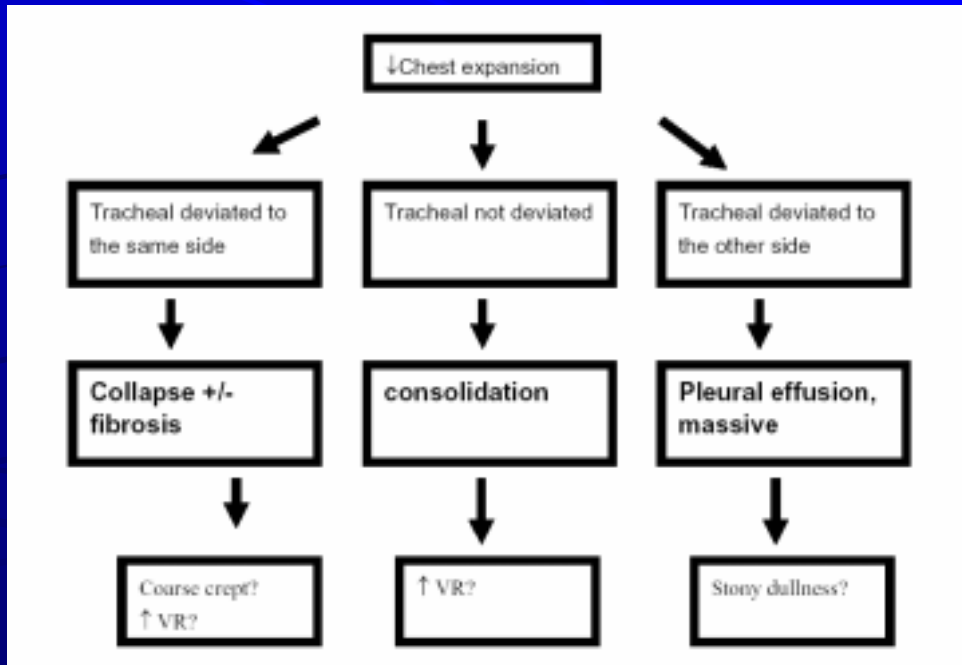 ↓Chest expansion
Tracheal deviated to
the same side
Tracheal not deviated
Tracheal deviated to
the other side
Collapse +/-
fibrosis
consolidation
Pleural effusion,
massive
Coarse crept?
↑ VR?
↑ VR?
Stony dullness?